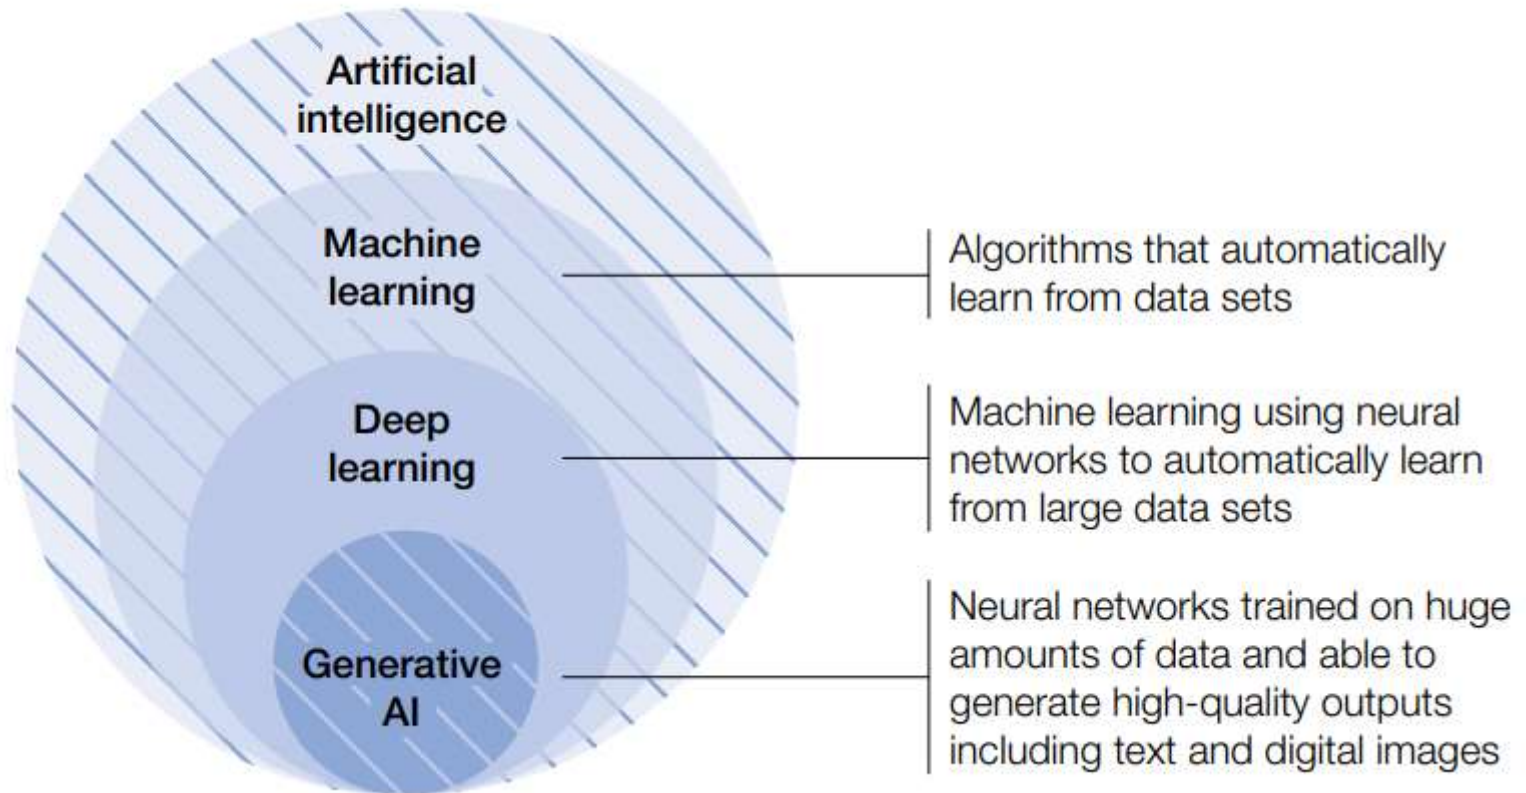 Artificial
intelligence
Machine
learning
Algorithms that automatically
learn from data sets
Deep
learning
Machine learning using neural
networks to automatically learn
from large data sets
Generative
AI
Neural networks trained on huge
amounts of data and able to
generate high-quality outputs
including text and digital images